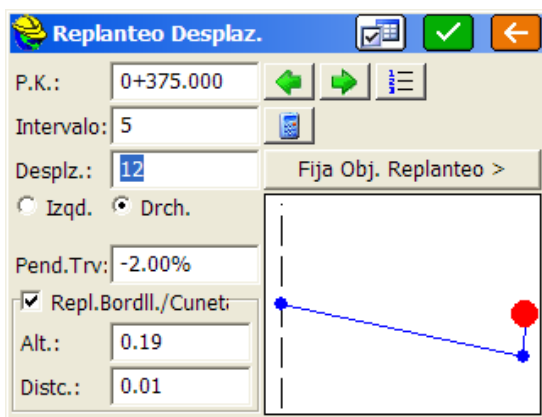 Replanteo Desplaz.
P.K.: 0+375.000
Intervalo: 5
Desplz.: 12
Fija Obj. Replanteo >
Izqd. Drch.
Pend.Trv: -2.00%
Repl.Bordll./Cuneta
Alt.: 0.19
Distc.: 0.01